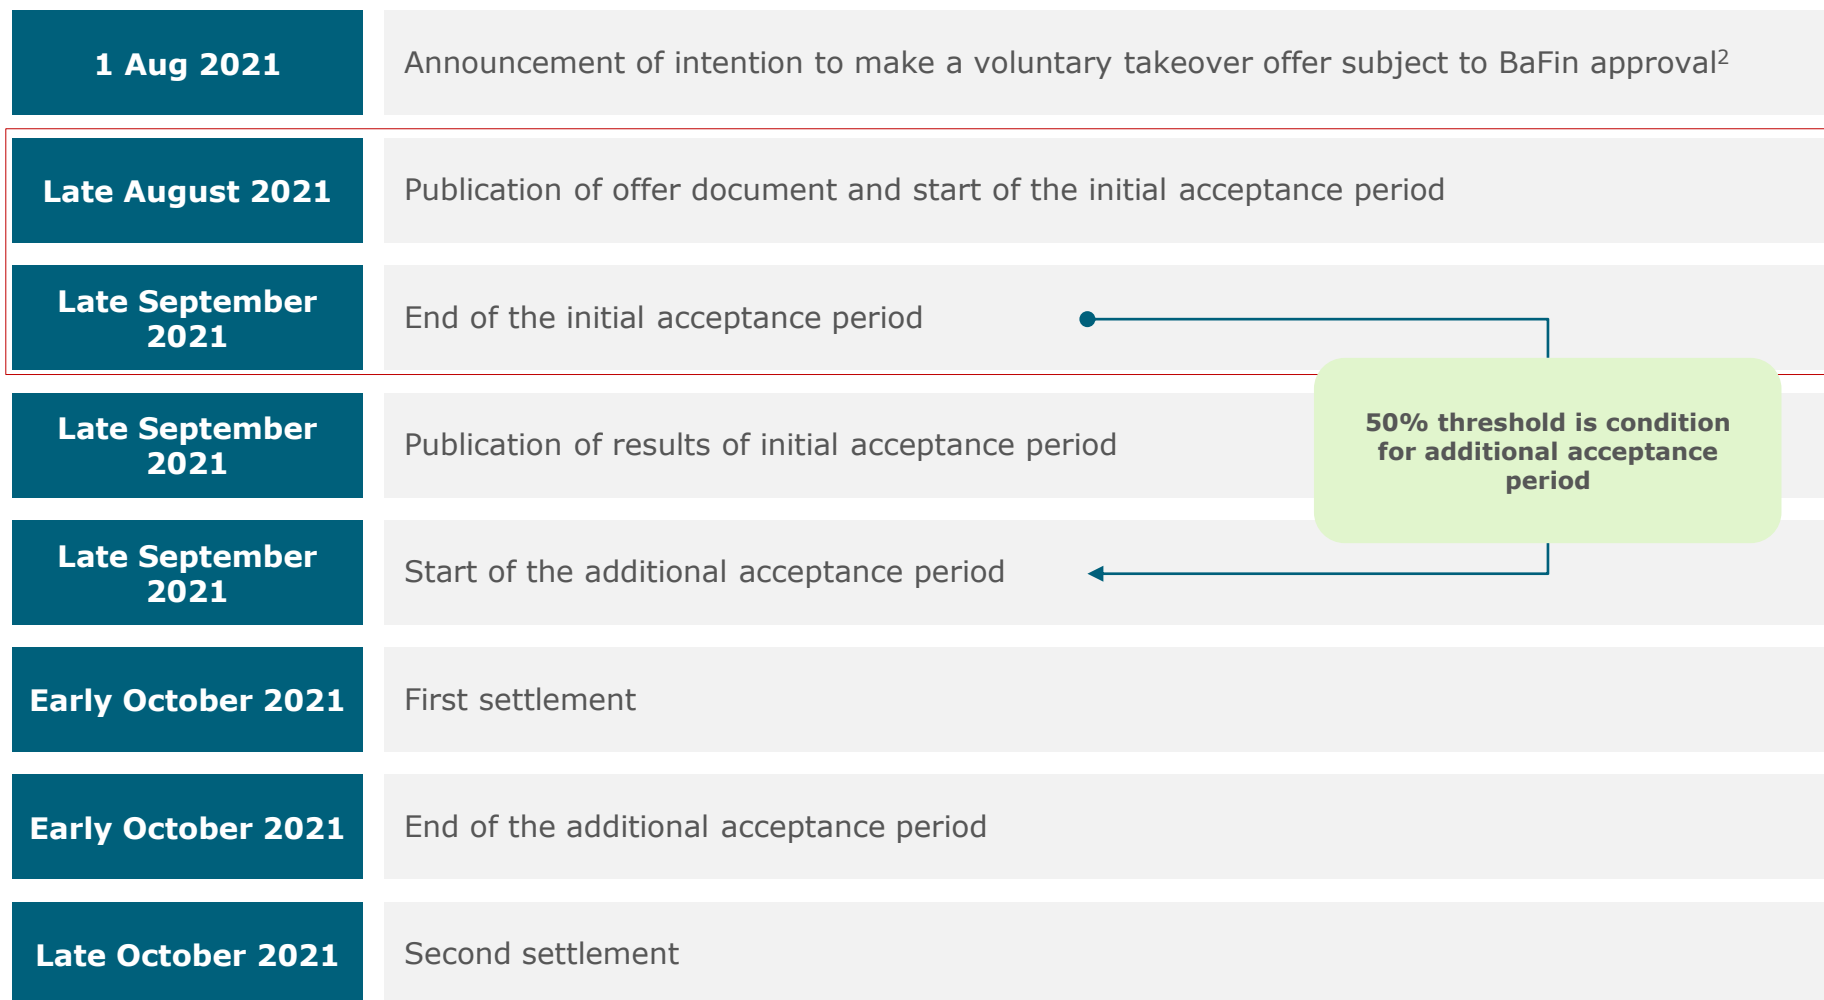 1 Aug 2021
Announcement of intention to make a voluntary takeover offer subject to BaFin approval²
Late August 2021
Publication of offer document and start of the initial acceptance period
Late September
2021
End of the initial acceptance period
Late September
2021
Publication of results of initial acceptance period
50% threshold is condition
for additional acceptance
period
Late September
2021
Start of the additional acceptance period
Early October 2021
First settlement
Early October 2021
End of the additional acceptance period
Late October 2021
Second settlement